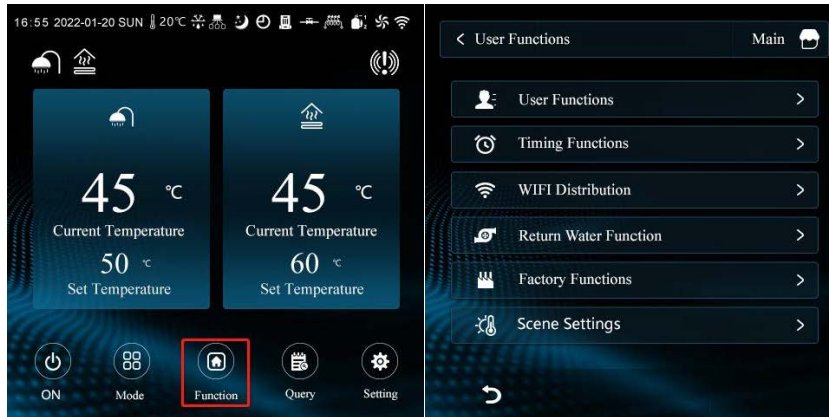 16:55 2022-01-20 SUN 20℃
45 ℃
Current Temperature
50 ℃
Set Temperature
45 ℃
Current Temperature
60 ℃
Set Temperature
ON Mode Function Query Setting
User Functions Main
User Functions
Timing Functions
WIFI Distribution
Return Water Function
Factory Functions
Scene Settings